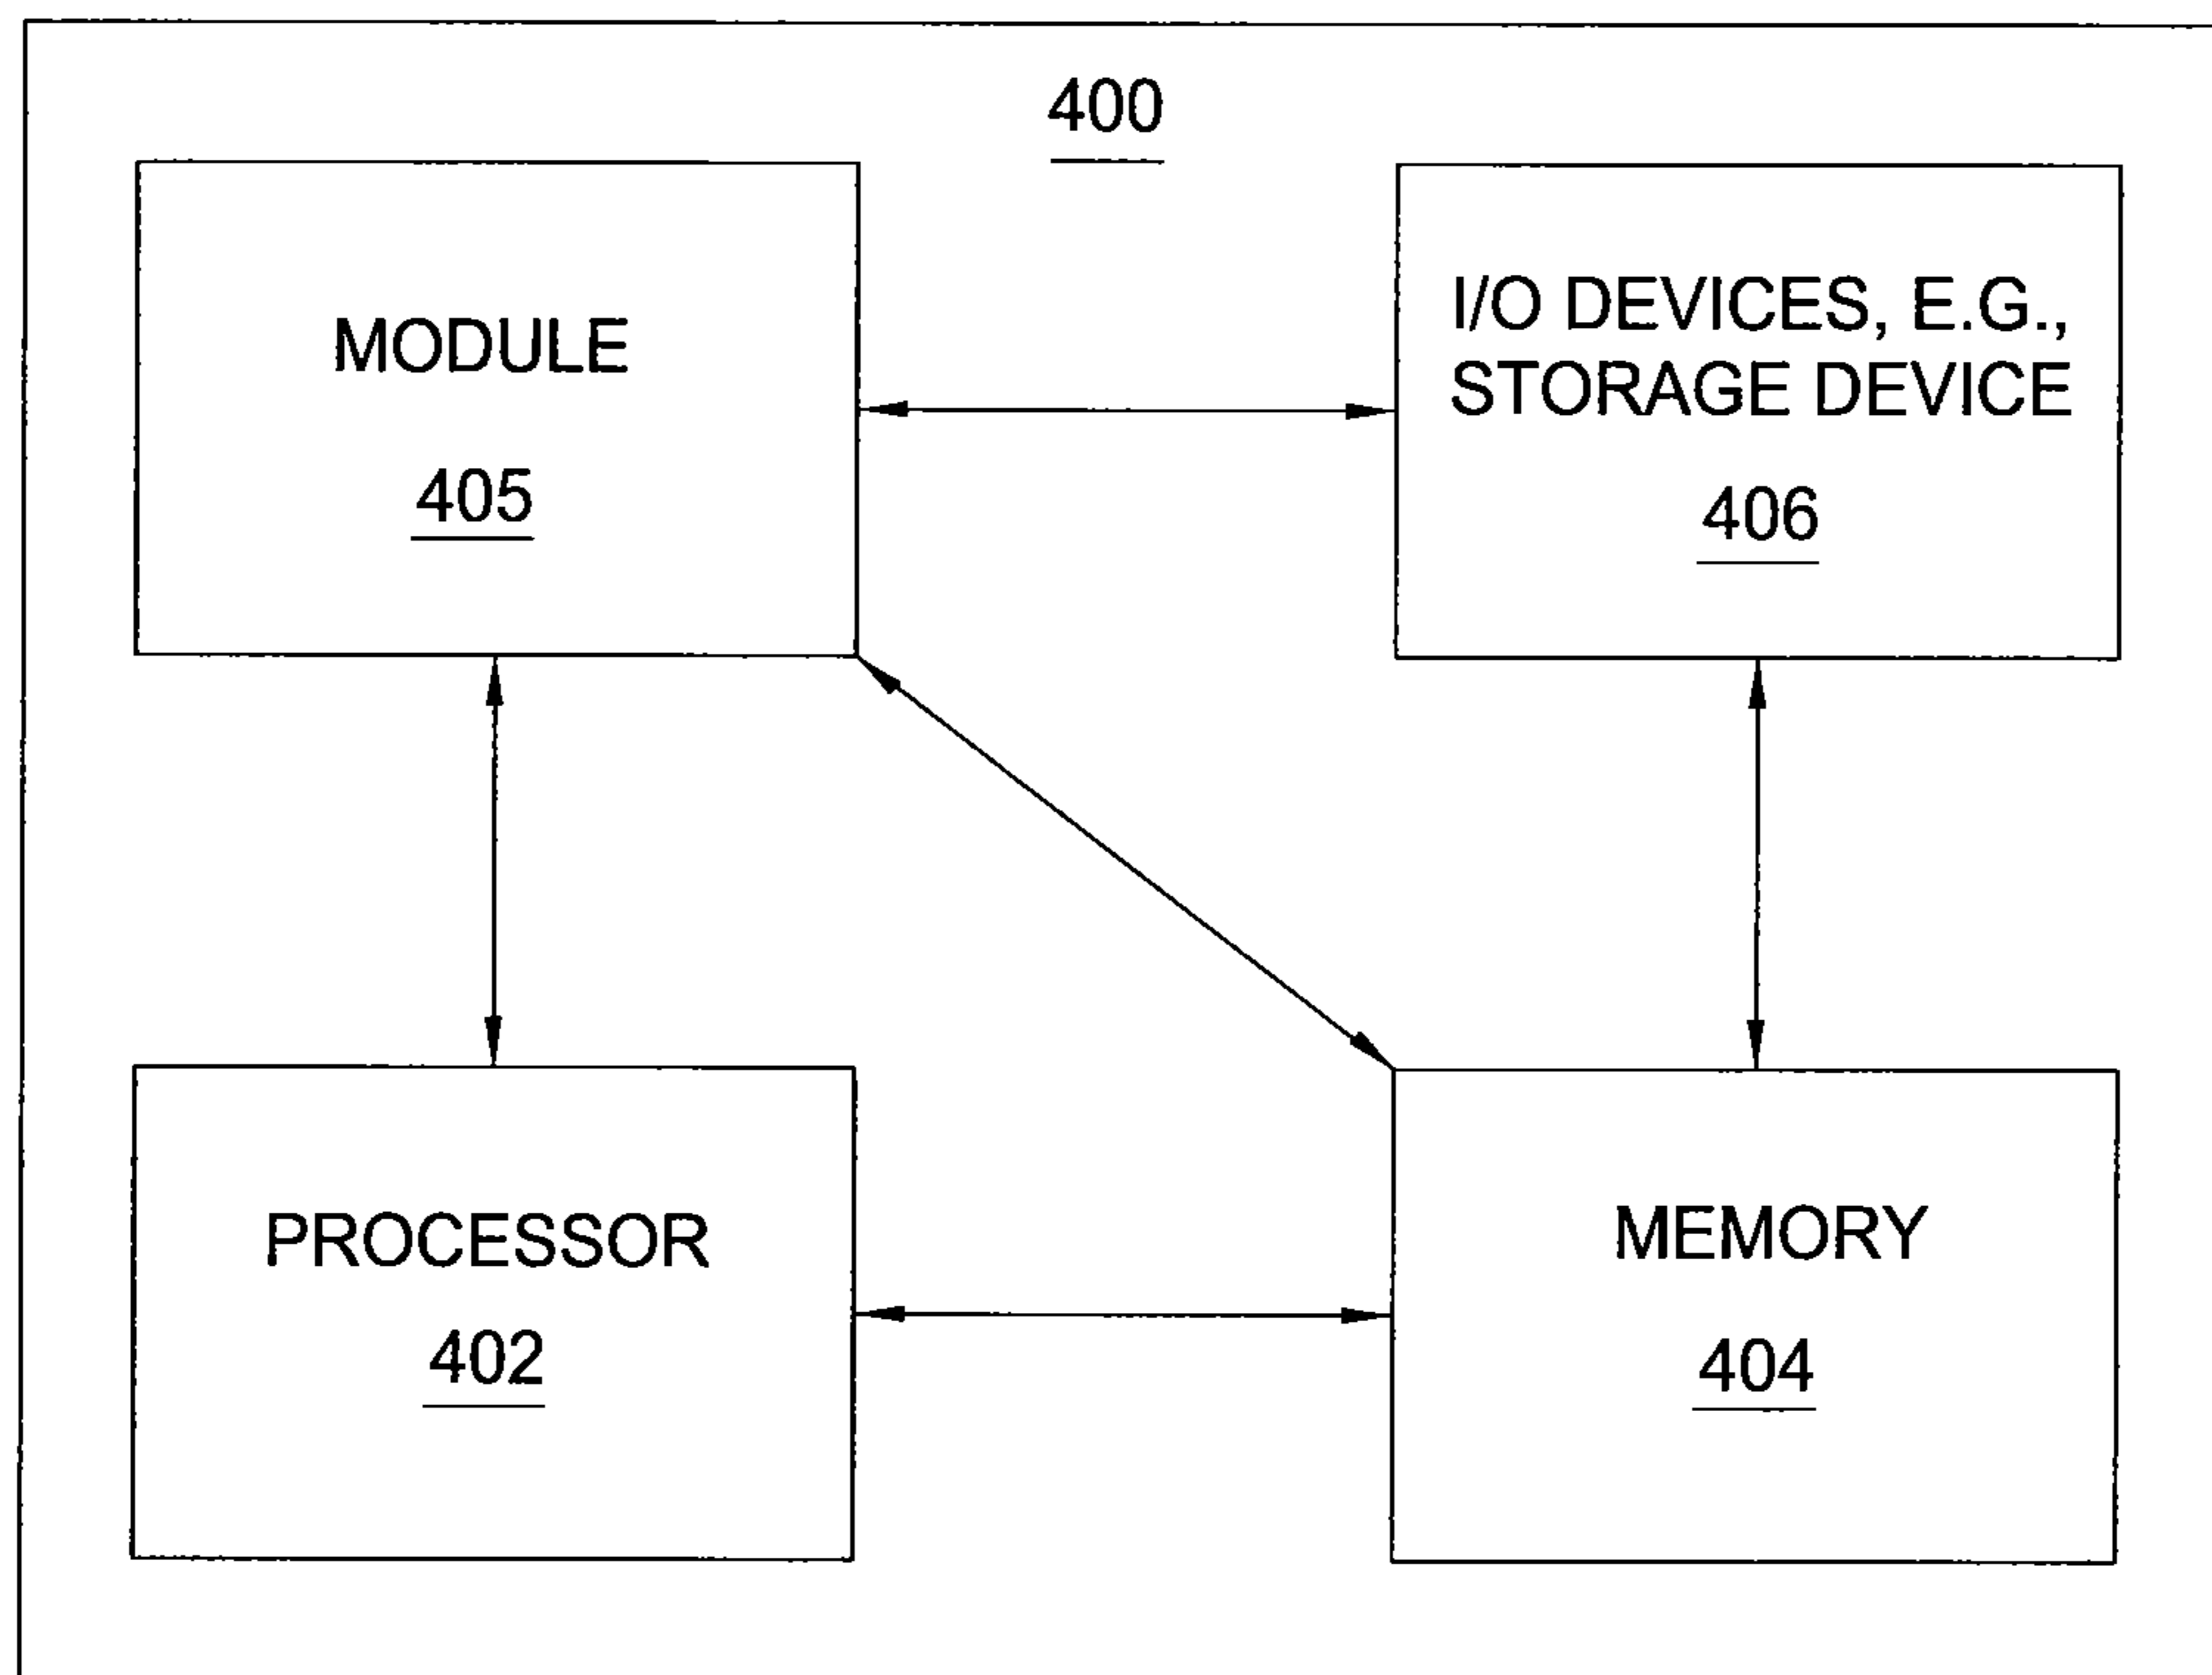 400
MODULE
405
I/O DEVICES, E.G.,
STORAGE DEVICE
406
PROCESSOR
402
MEMORY
404